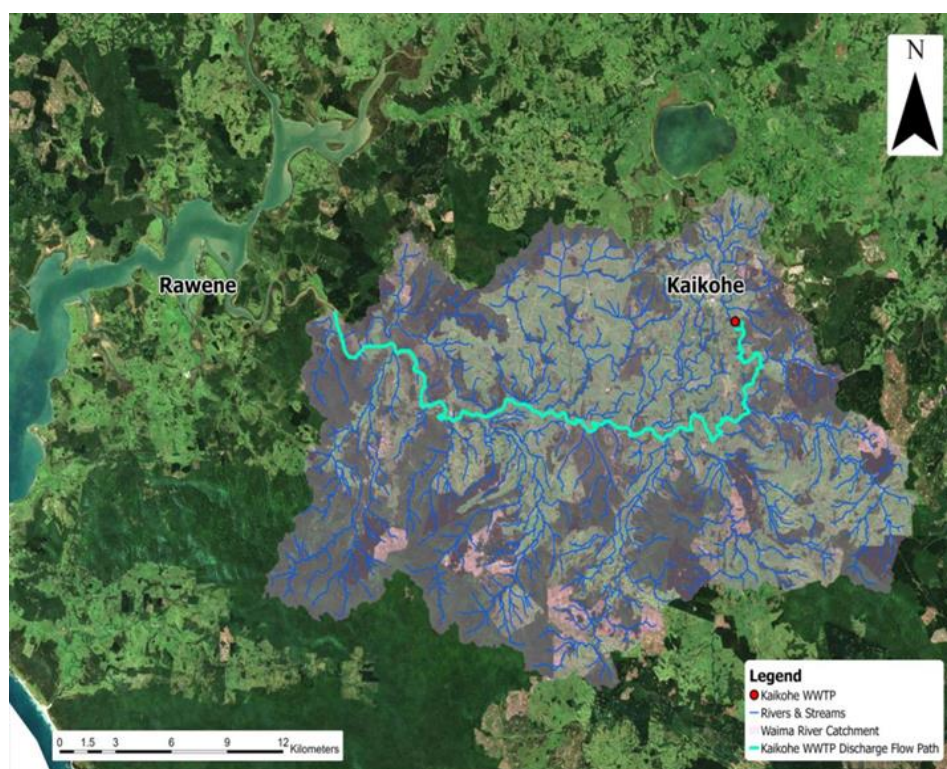 N
Rawene
Kaikohe
Legend
Kaikohe WWTP
Rivers & Streams
Waima River Catchment
Kaikohe WWTP Discharge Flow Path
0 1.5 3 6 9 12
Kilometers